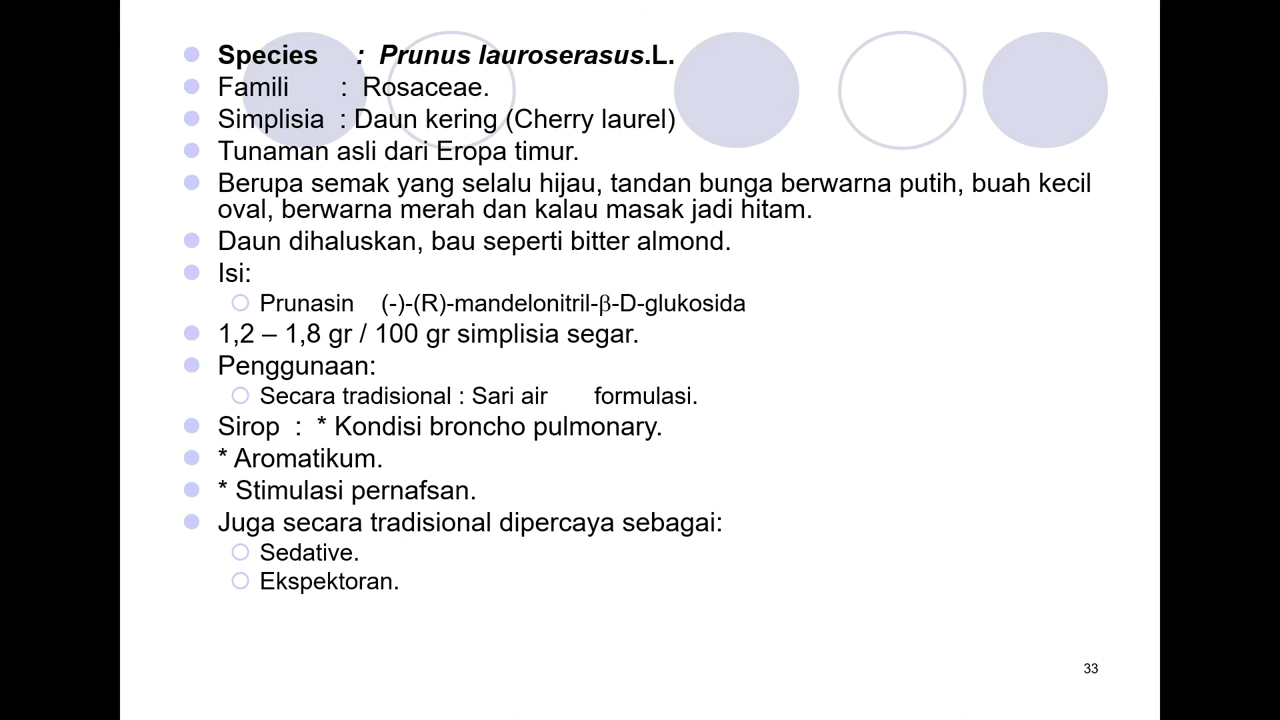 Species : Prunus lauroserasus.L.
Famili : Rosaceae.
Simplisia : Daun kering (Cherry laurel)
Tunaman asli dari Eropa timur.
Berupa semak yang selalu hijau, tandan bunga berwarna putih, buah kecil
oval, berwarna merah dan kalau masak jadi hitam.
Daun dihaluskan, bau seperti bitter almond.
Isi:
Prunasin (-)-(R)-mandelonitril-β-D-glukosida
1,2 – 1,8 gr / 100 gr simplisia segar.
Penggunaan:
Secara tradisional : Sari air formulasi.
Sirop : * Kondisi broncho pulmonary.
* Aromatikum.
* Stimulasi pernafsan.
Juga secara tradisional dipercaya sebagai:
Sedative.
Ekspektoran.
33